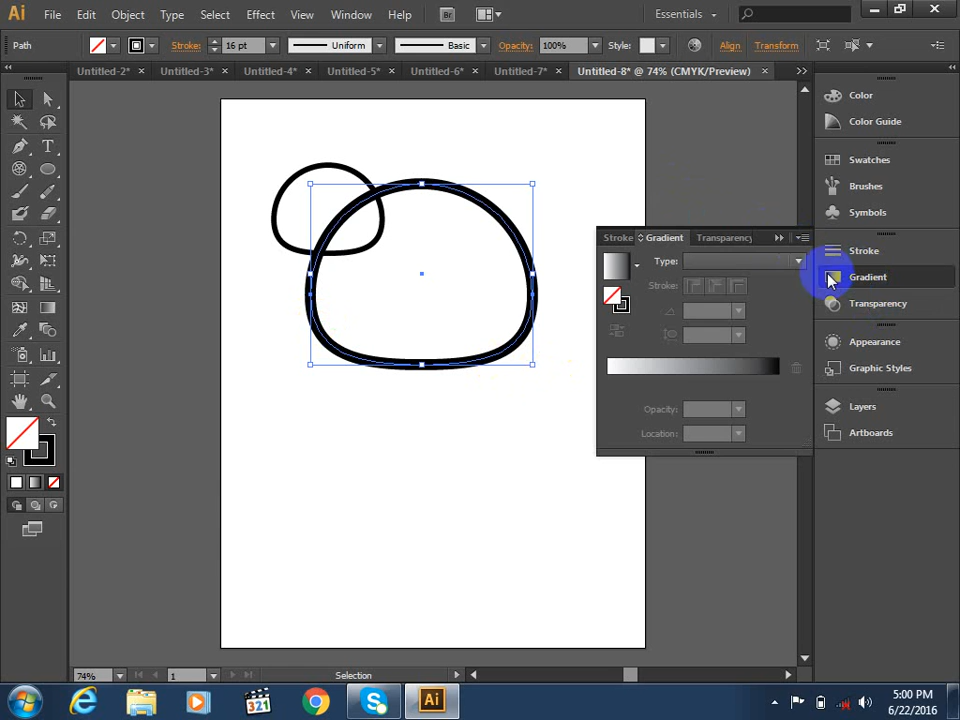 Ai File Edit Object Type Select Effect View Window Help Br Essentials
Path Stroke: 16 pt Uniform Basic Opacity: 100% Style: Align Transform
Untitled-2* × Untitled-3* × Untitled-4* × Untitled-5* × Untitled-6* × Untitled-7* × Untitled-8* @ 74% (CMYK/Preview) ×
Color
Color Guide
Swatches
Brushes
Symbols
Stroke Gradient Transparency
Type:
Stroke:
Opacity:
Location:
Stroke
Gradient
Transparency
Appearance
Graphic Styles
Layers
Artboards
T
74% 1 Selection
321 Ai 5:00 PM
6/22/2016